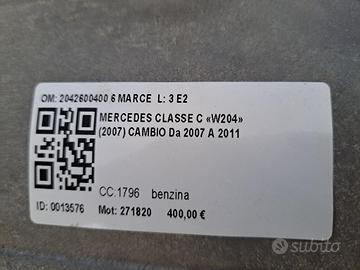 OM: 2042600400 6 MARCE L: 3 E2
MERCEDES CLASSE C «W204»
(2007) CAMBIO Da 2007 A 2011
CC:1796 benzina
ID: 0013576 Mot: 271820 400,00 €
subito